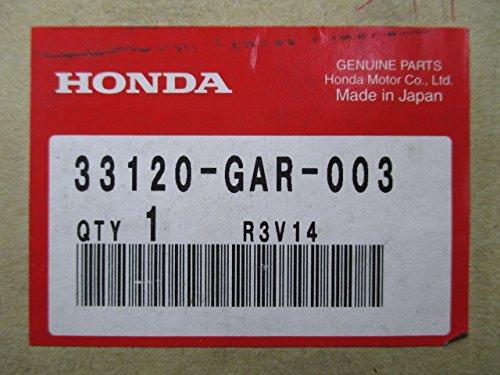 HONDA
GENUINE PARTS
Honda Motor Co., Ltd.
Made in Japan
33120-GAR-003
QTY 1 R3V14